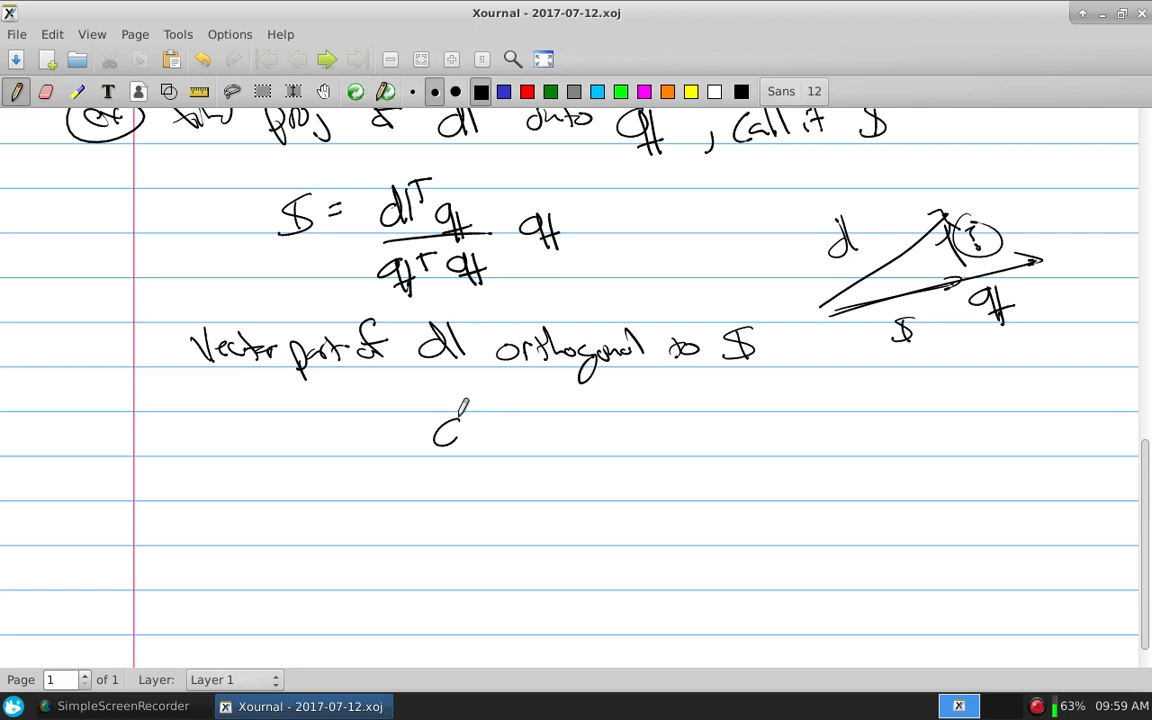 Xournal - 2017-07-12.xoj
File Edit View Page Tools Options Help
Sans 12
proj of d onto q, call it s
s = dᵀq / qᵀq q
d
?
q
s
Vector part of d orthogonal to s
Page 1 of 1 Layer: Layer 1
SimpleScreenRecorder Xournal - 2017-07-12.xoj 63% 09:59 AM